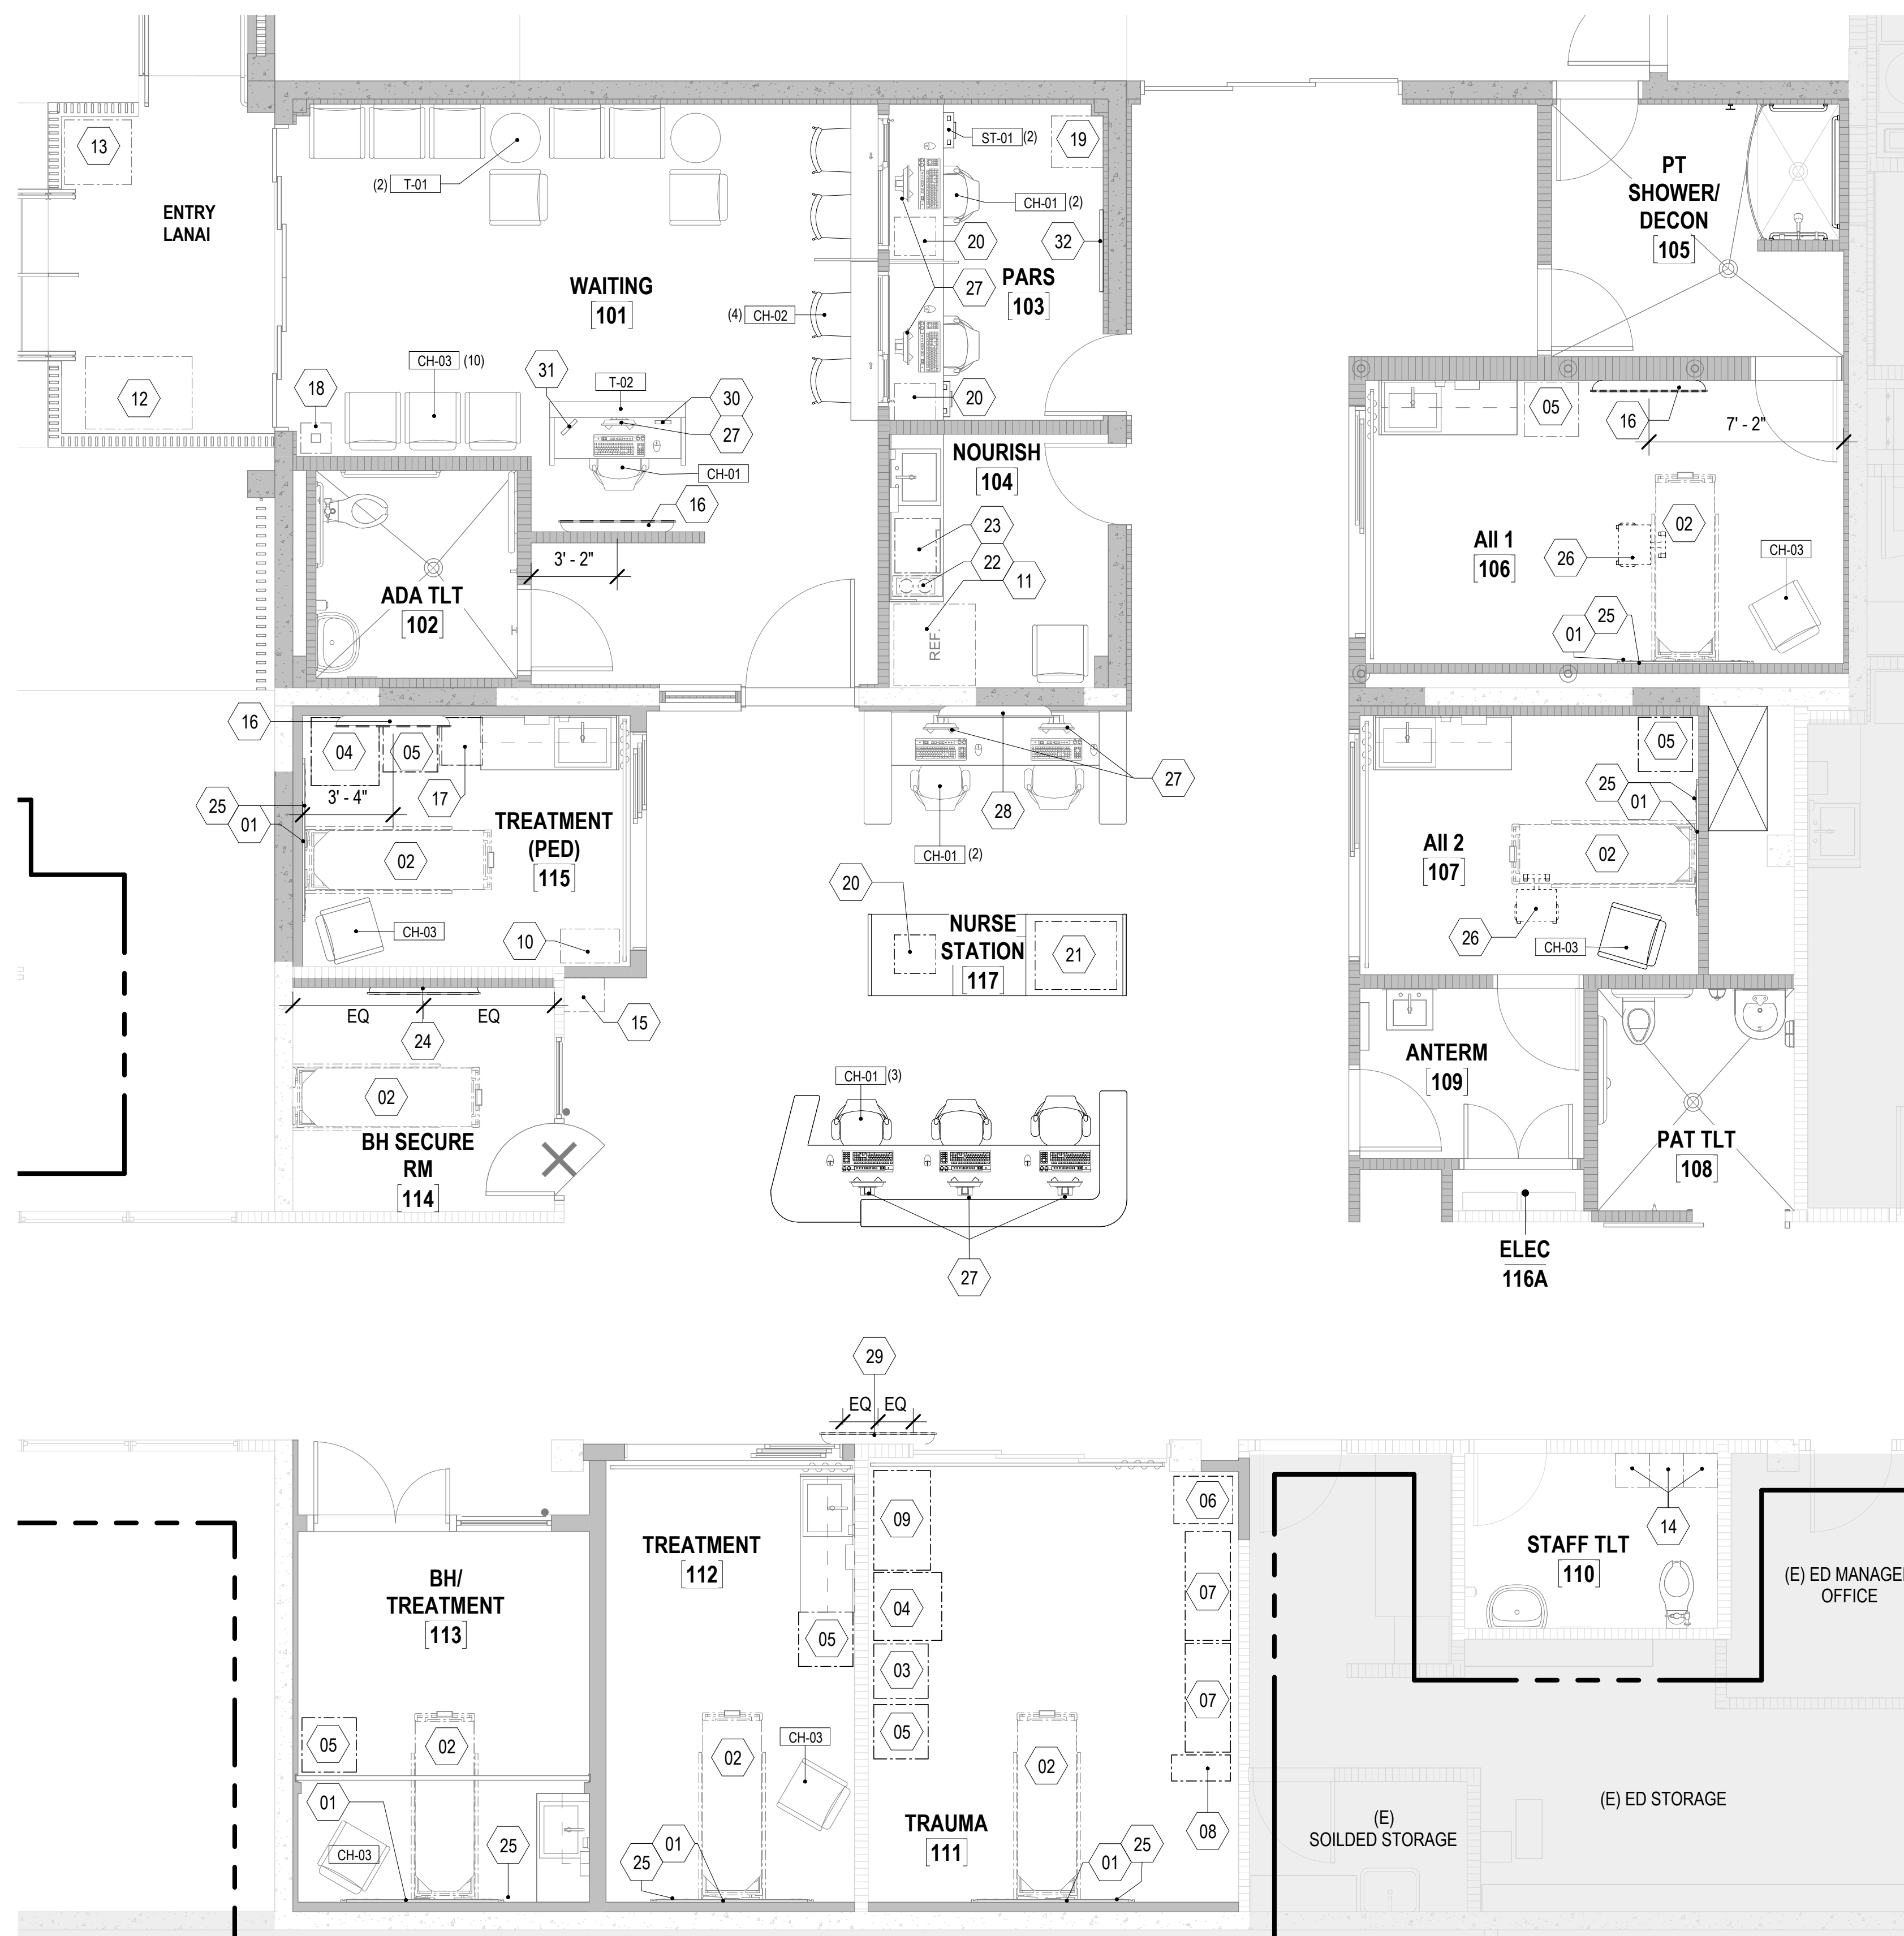 13
ENTRY
LANAI
12
(2) T-01
WAITING
[101]
(4) CH-02
CH-03 (10)
18
31
T-02
30
27
CH-01
16
3' - 2"
ADA TLT
[102]
ST-01 (2)
19
CH-01 (2)
20
32
27
PARS
[103]
20
NOURISH
[104]
23
22
11
REF.
PT
SHOWER/
DECON
[105]
05
16
7' - 2"
02
AII 1
[106]
26
CH-03
25
01
16
04
05
17
3' - 4"
25
01
02
TREATMENT
(PED)
[115]
CH-03
10
27
28
CH-01 (2)
20
NURSE
STATION
[117]
21
05
25
01
AII 2
[107]
02
26
CH-03
EQ
EQ
24
15
02
BH SECURE
RM
[114]
CH-01 (3)
27
ANTERM
[109]
PAT TLT
[108]
ELEC
116A
29
EQ
EQ
BH/
TREATMENT
[113]
05
02
01
CH-03
25
TREATMENT
[112]
05
02
CH-03
01
25
09
04
03
05
06
07
07
08
02
TRAUMA
[111]
25
01
14
STAFF TLT
[110]
(E) ED MANAGER
OFFICE
(E) ED STORAGE
(E)
SOILDED STORAGE